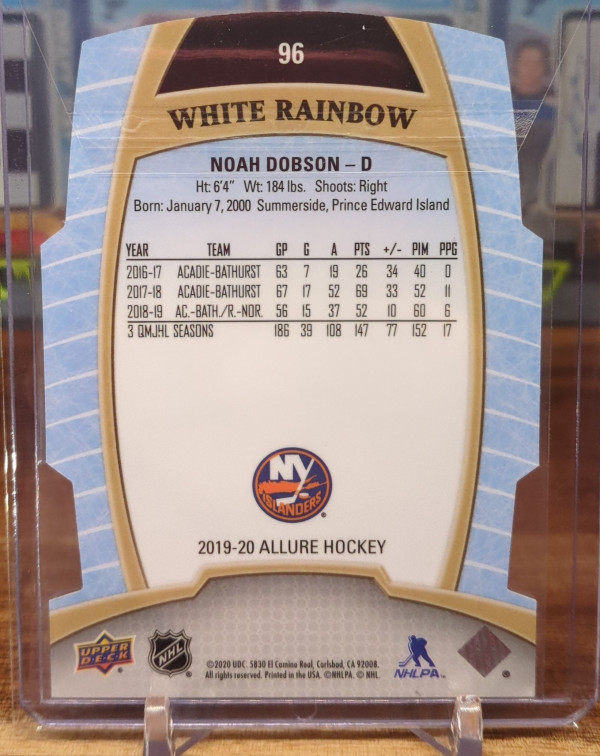 96
WHITE RAINBOW
NOAH DOBSON – D
Ht: 6'4" Wt: 184 lbs. Shoots: Right
Born: January 7, 2000 Summerside, Prince Edward Island
YEAR TEAM GP G A PTS +/- PIM PPG
2016-17 ACADIE-BATHURST 63 7 19 26 34 40 0
2017-18 ACADIE-BATHURST 67 17 52 69 33 52 11
2018-19 AC.-BATH./R.-NOR. 56 15 37 52 10 60 6
3 QMJHL SEASONS 186 39 108 147 77 152 17
NY
ISLANDERS
2019-20 ALLURE HOCKEY
UPPER
DECK
NHL
©2020 UDC. 5830 El Camino Real, Carlsbad, CA 92008.
All rights reserved. Printed in the USA. ©NHLPA. © NHL.
NHLPA